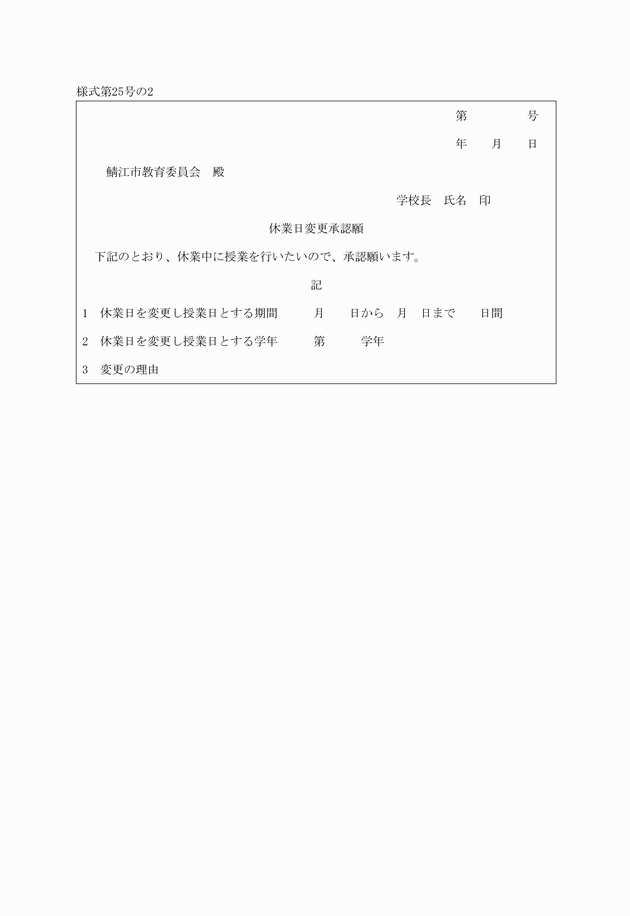 様式第25号の2
第　　　　　号
年　　月　　日
鯖江市教育委員会　殿
学校長　氏名　印
休業日変更承認願
下記のとおり、休業中に授業を行いたいので、承認願います。
記
1　休業日を変更し授業日とする期間　　　月　　日から　月　日まで　　日間
2　休業日を変更し授業日とする学年　　　第　　　学年
3　変更の理由